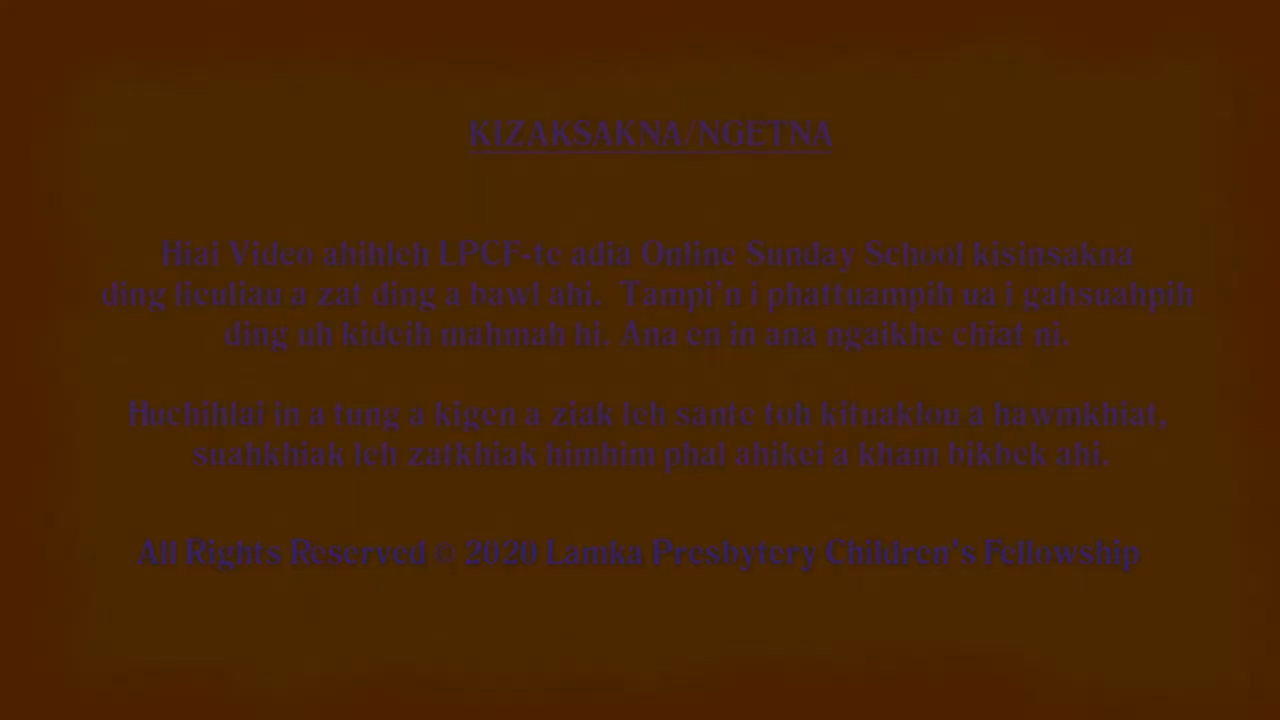 KIZAKSAKNA/NGETNA
Hiai Video ahihleh LPCF-te adia Online Sunday School kisinsakna
ding lieuliau a zat ding a bawl ahi. Tampi'n i phattuampih ua i gahsuahpih
ding uh kideih mahmah hi. Ana en in ana ngaikhe chiat ni.
Huchihlai in a tung a kigen a ziak leh sante toh kituaklou a hawmkhiat,
suahkhiak leh zatkhiak himhim phal ahikei a kham bikbek ahi.
All Rights Reserved © 2020 Lamka Presbytery Children's Fellowship